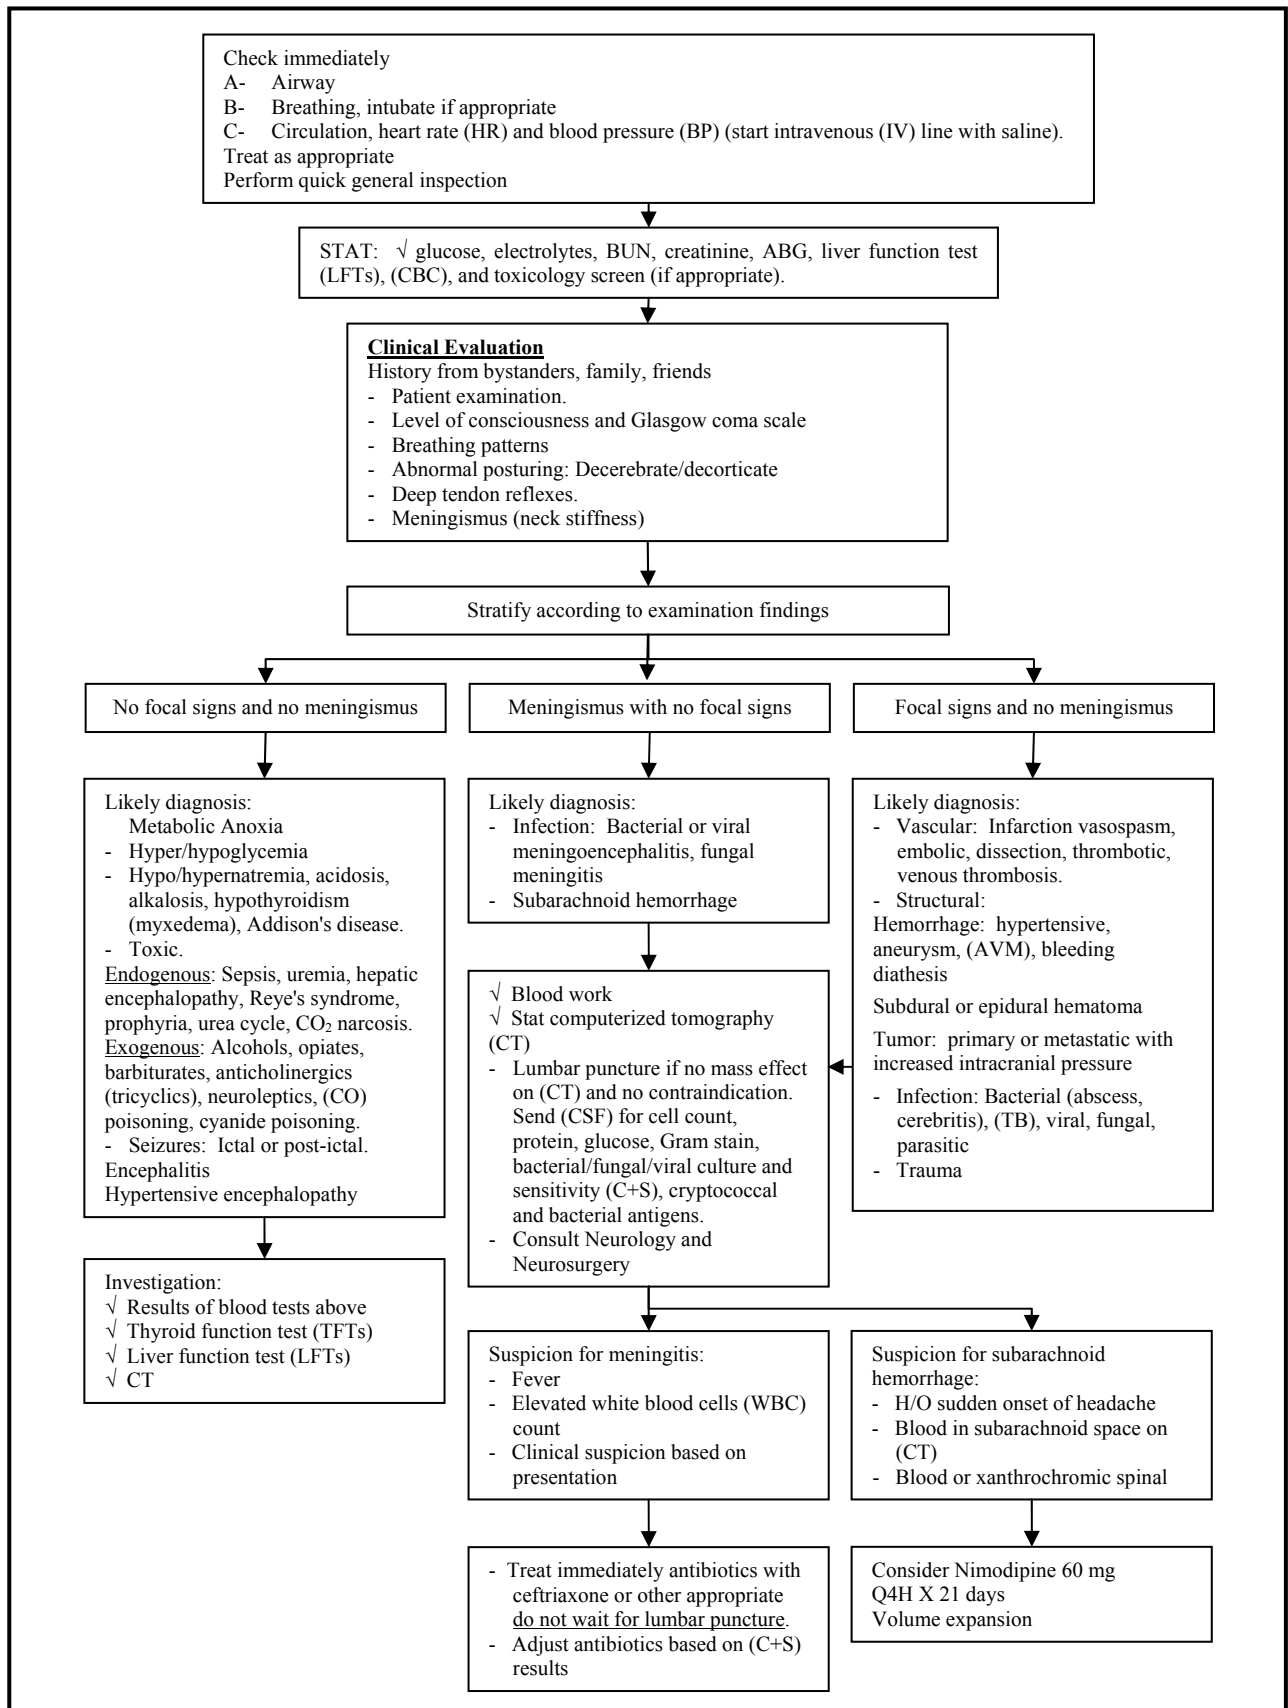 Check immediately
A- Airway
B- Breathing, intubate if appropriate
C- Circulation, heart rate (HR) and blood pressure (BP) (start intravenous (IV) line with saline).
Treat as appropriate
Perform quick general inspection
STAT: √ glucose, electrolytes, BUN, creatinine, ABG, liver function test
(LFTs), (CBC), and toxicology screen (if appropriate).
Clinical Evaluation
History from bystanders, family, friends
- Patient examination.
- Level of consciousness and Glasgow coma scale
- Breathing patterns
- Abnormal posturing: Decerebrate/decorticate
- Deep tendon reflexes.
- Meningismus (neck stiffness)
Stratify according to examination findings
No focal signs and no meningismus
Meningismus with no focal signs
Focal signs and no meningismus
Likely diagnosis:
Metabolic Anoxia
- Hyper/hypoglycemia
- Hypo/hypernatremia, acidosis,
alkalosis, hypothyroidism
(myxedema), Addison's disease.
- Toxic.
Endogenous: Sepsis, uremia, hepatic
encephalopathy, Reye's syndrome,
prophyria, urea cycle, CO₂ narcosis.
Exogenous: Alcohols, opiates,
barbiturates, anticholinergics
(tricyclics), neuroleptics, (CO)
poisoning, cyanide poisoning.
- Seizures: Ictal or post-ictal.
Encephalitis
Hypertensive encephalopathy
Investigation:
√ Results of blood tests above
√ Thyroid function test (TFTs)
√ Liver function test (LFTs)
√ CT
Likely diagnosis:
- Infection: Bacterial or viral
meningoencephalitis, fungal
meningitis
- Subarachnoid hemorrhage
√ Blood work
√ Stat computerized tomography
(CT)
- Lumbar puncture if no mass effect
on (CT) and no contraindication.
Send (CSF) for cell count,
protein, glucose, Gram stain,
bacterial/fungal/viral culture and
sensitivity (C+S), cryptococcal
and bacterial antigens.
- Consult Neurology and
Neurosurgery
Likely diagnosis:
- Vascular: Infarction vasospasm,
embolic, dissection, thrombotic,
venous thrombosis.
- Structural:
Hemorrhage: hypertensive,
aneurysm, (AVM), bleeding
diathesis
Subdural or epidural hematoma
Tumor: primary or metastatic with
increased intracranial pressure
- Infection: Bacterial (abscess,
cerebritis), (TB), viral, fungal,
parasitic
- Trauma
Suspicion for meningitis:
- Fever
- Elevated white blood cells (WBC)
count
- Clinical suspicion based on
presentation
Suspicion for subarachnoid
hemorrhage:
- H/O sudden onset of headache
- Blood in subarachnoid space on
(CT)
- Blood or xanthrochromic spinal
- Treat immediately antibiotics with
ceftriaxone or other appropriate
do not wait for lumbar puncture.
- Adjust antibiotics based on (C+S)
results
Consider Nimodipine 60 mg
Q4H X 21 days
Volume expansion